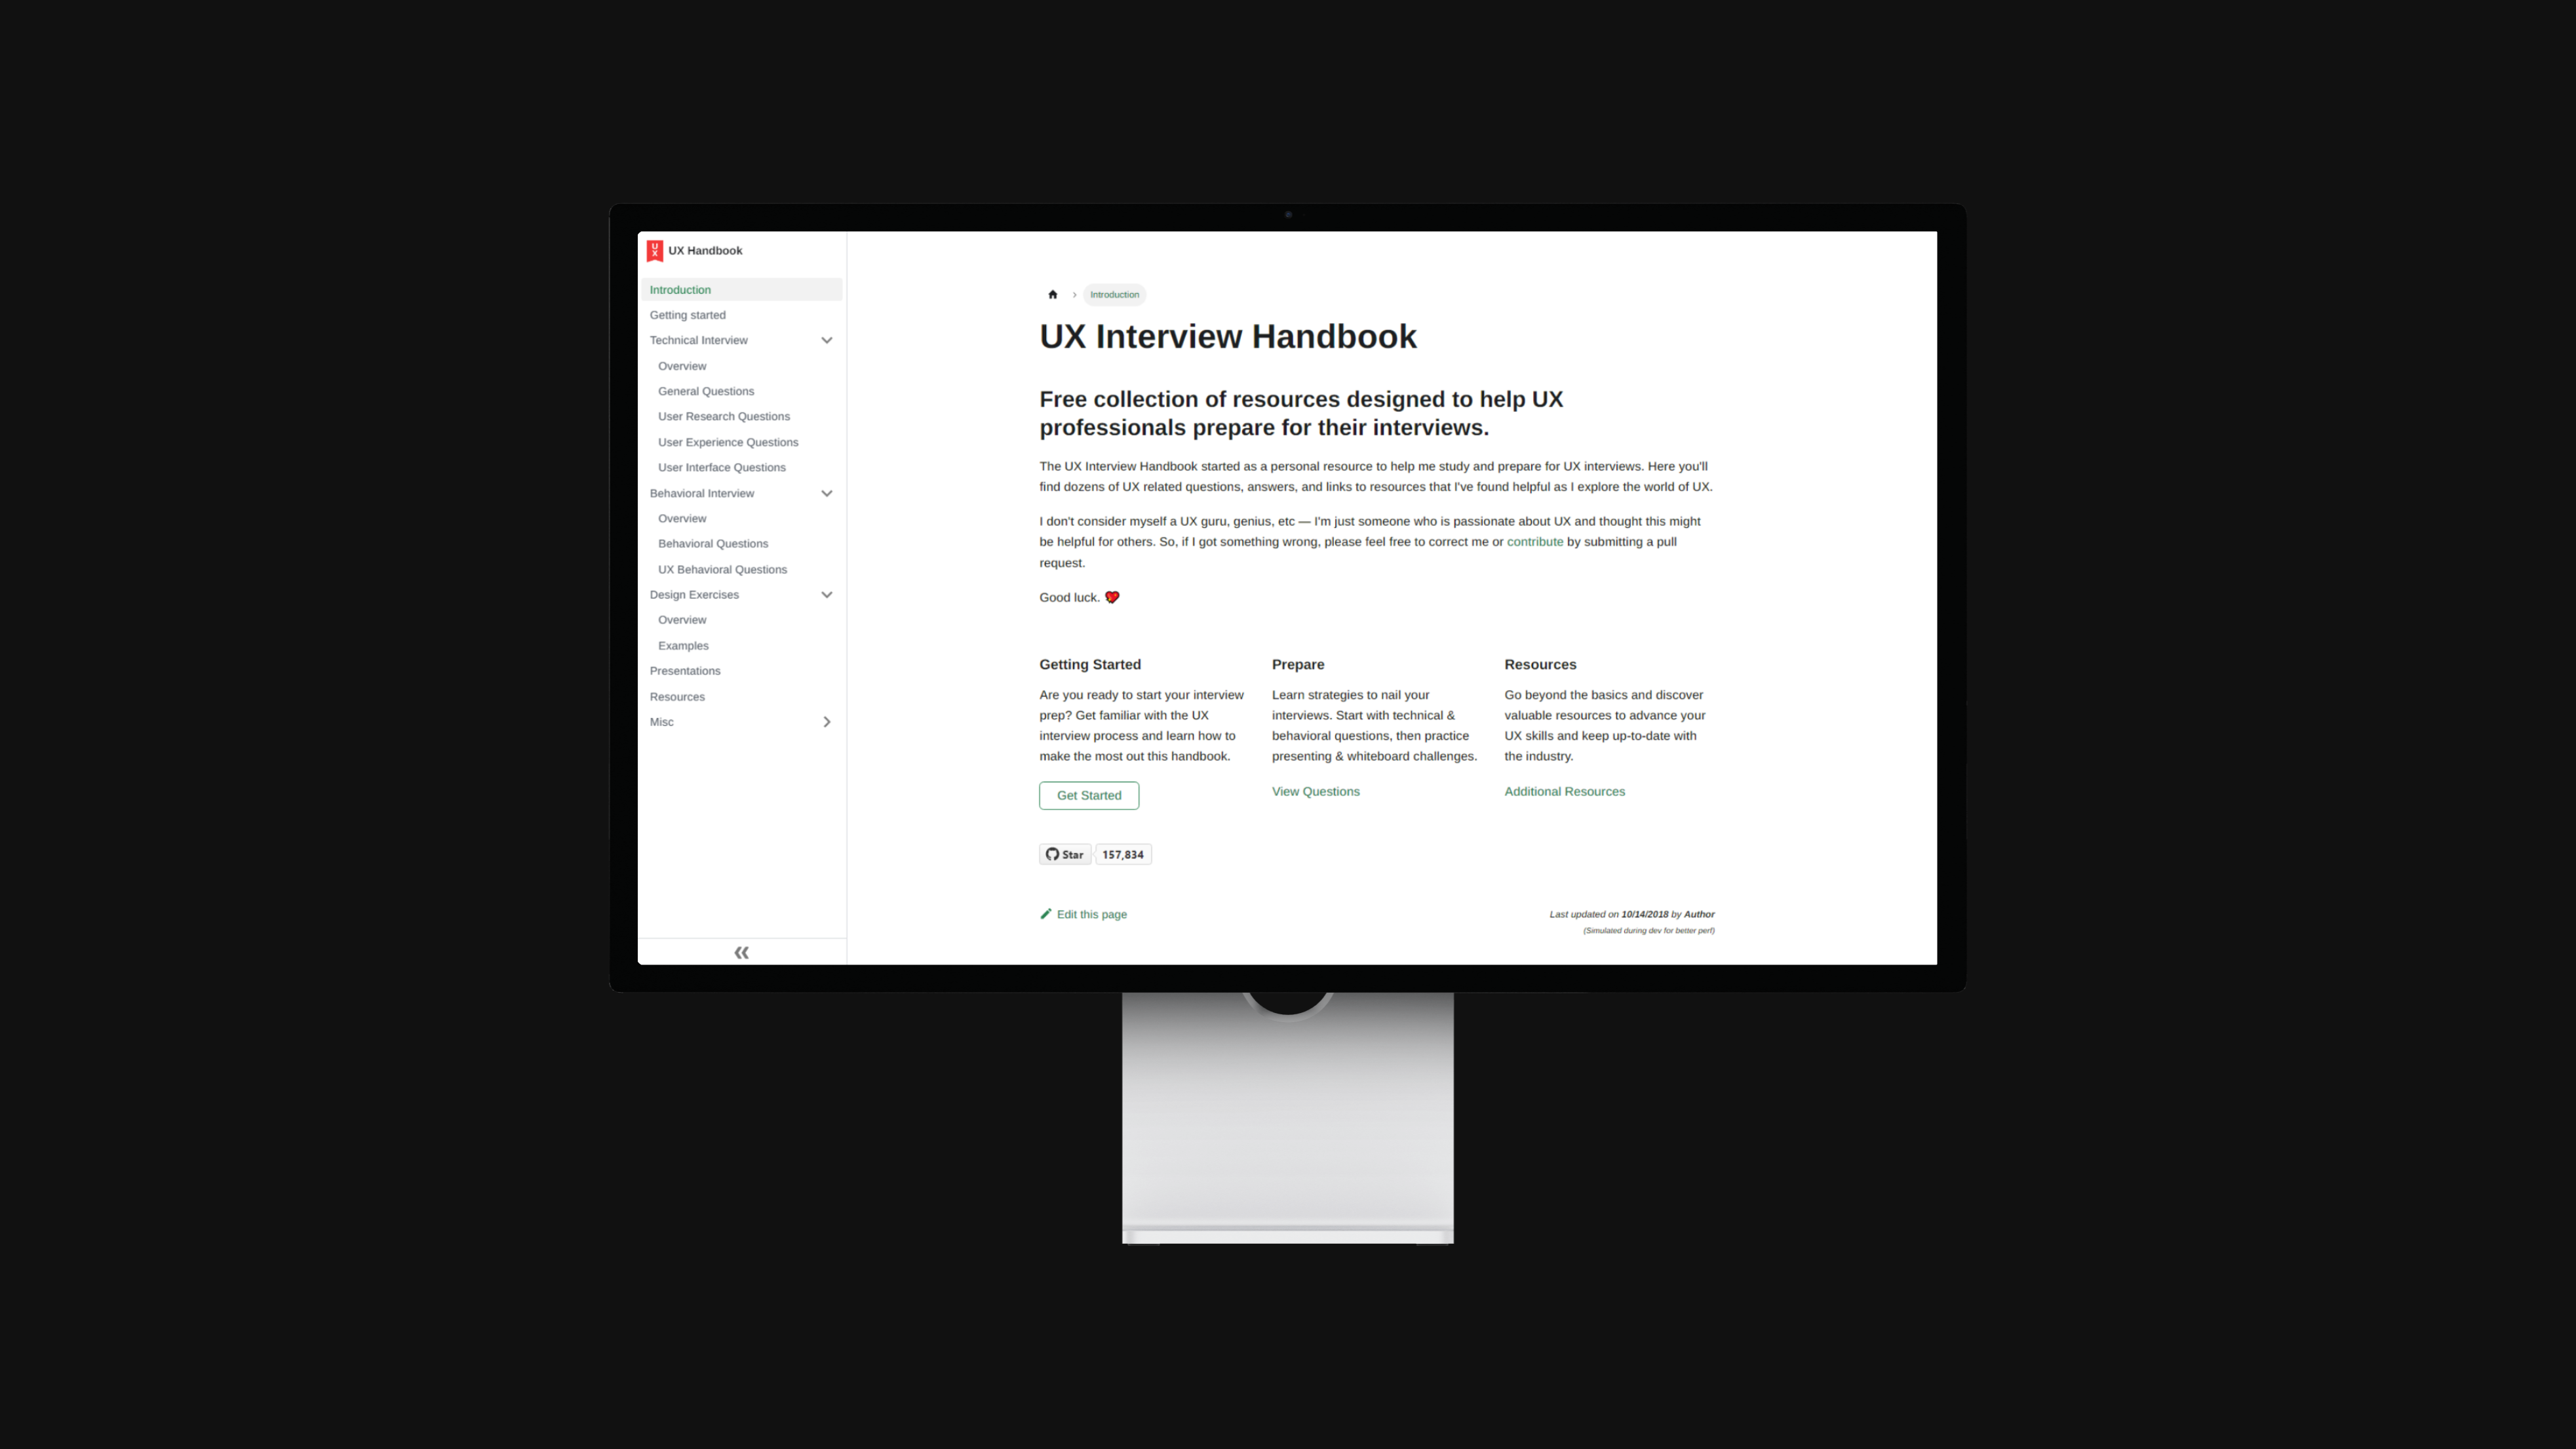 UX
UX Handbook
Introduction
Getting started
Technical Interview
Overview
General Questions
User Research Questions
User Experience Questions
User Interface Questions
Behavioral Interview
Overview
Behavioral Questions
UX Behavioral Questions
Design Exercises
Overview
Examples
Presentations
Resources
Misc
Introduction
UX Interview Handbook
Free collection of resources designed to help UX
professionals prepare for their interviews.
The UX Interview Handbook started as a personal resource to help me study and prepare for UX interviews. Here you'll
find dozens of UX related questions, answers, and links to resources that I've found helpful as I explore the world of UX.
I don't consider myself a UX guru, genius, etc — I'm just someone who is passionate about UX and thought this might
be helpful for others. So, if I got something wrong, please feel free to correct me or contribute by submitting a pull
request.
Good luck. 💖
Getting Started
Are you ready to start your interview
prep? Get familiar with the UX
interview process and learn how to
make the most out this handbook.
Get Started
Prepare
Learn strategies to nail your
interviews. Start with technical &
behavioral questions, then practice
presenting & whiteboard challenges.
View Questions
Resources
Go beyond the basics and discover
valuable resources to advance your
UX skills and keep up-to-date with
the industry.
Additional Resources
Star 157,834
Edit this page
Last updated on 10/14/2018 by Author
(Simulated during dev for better perf)